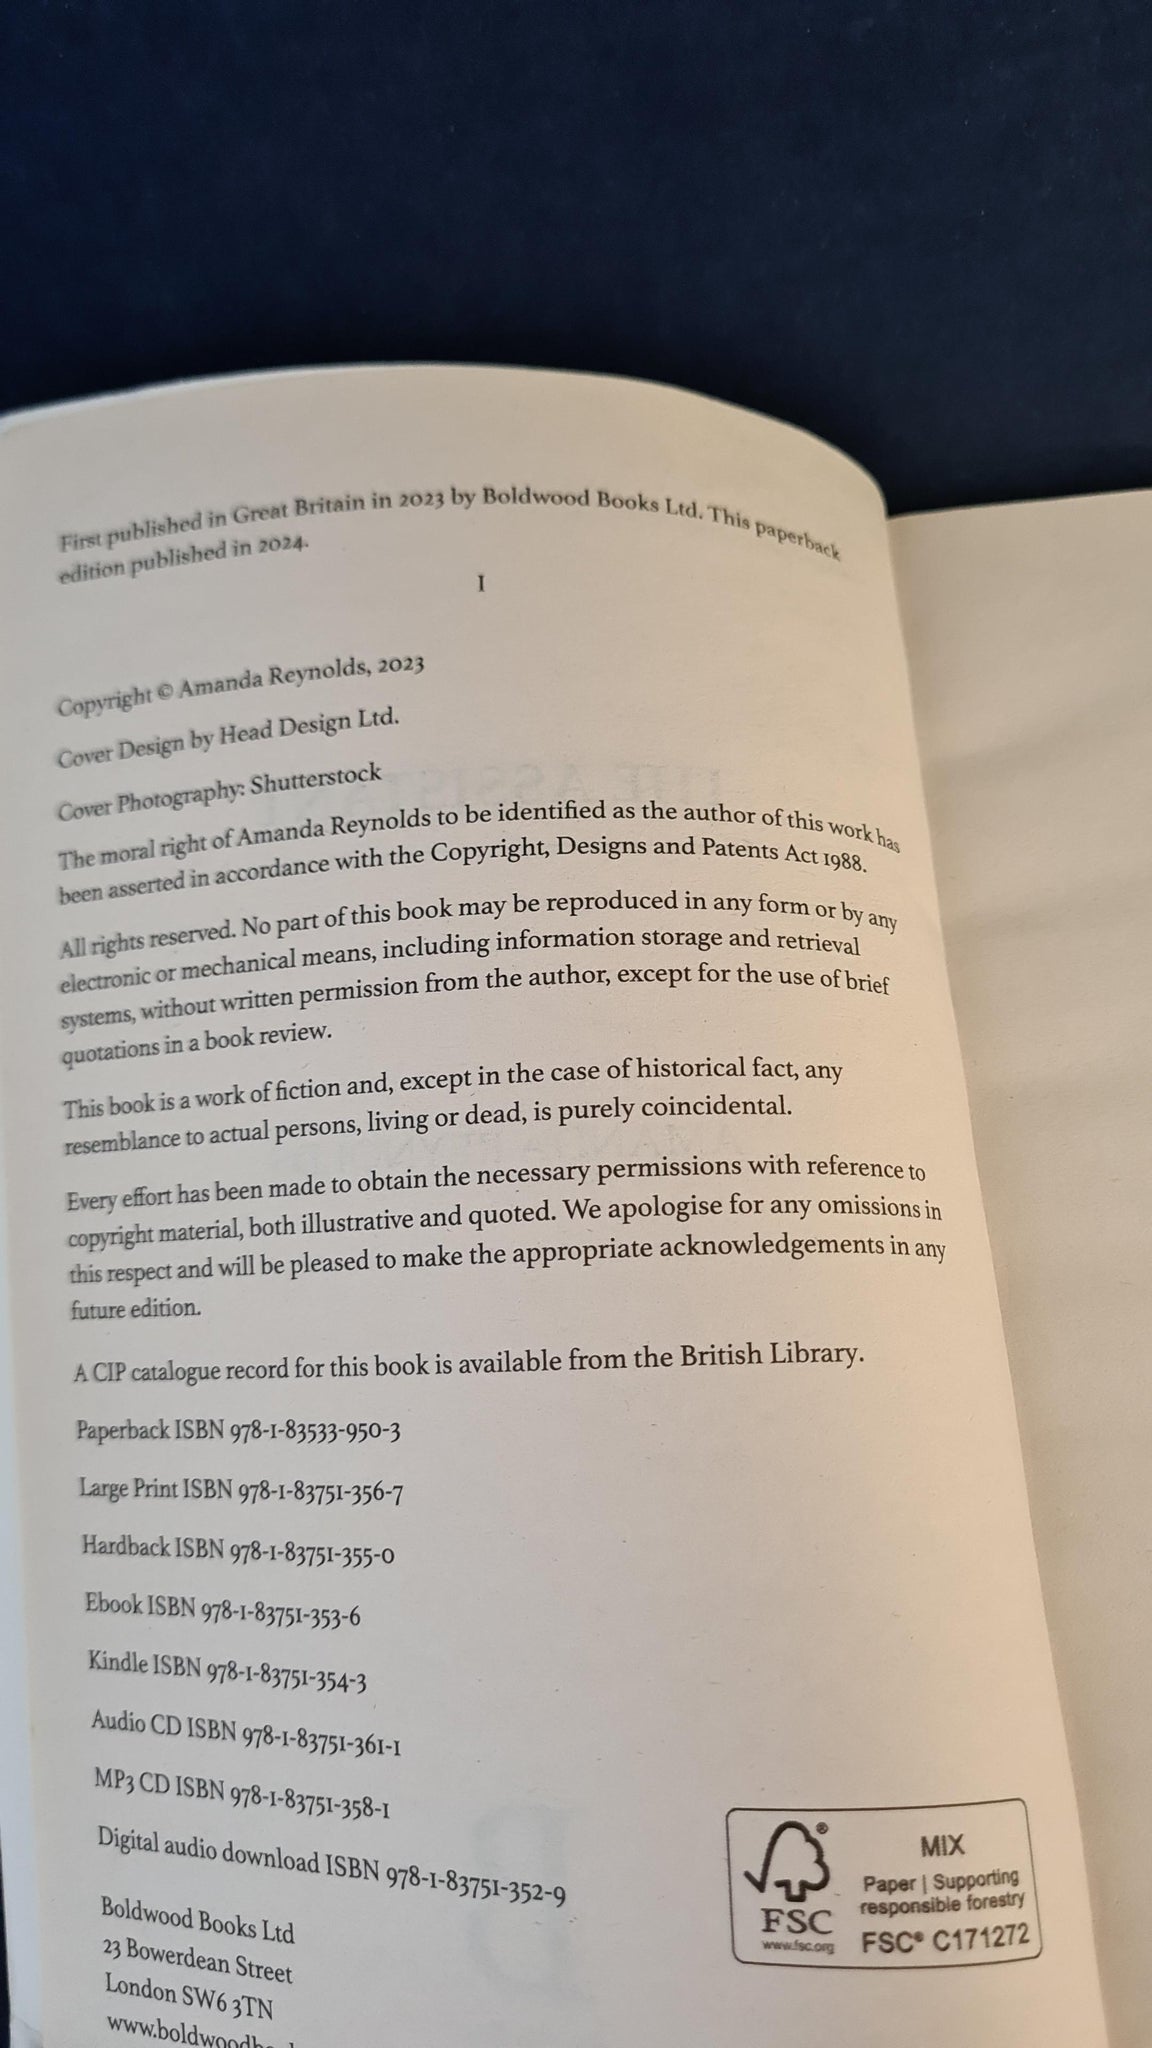 First published in Great Britain in 2023 by Boldwood Books Ltd. This paperback
edition published in 2024.
I
Copyright © Amanda Reynolds, 2023
Cover Design by Head Design Ltd.
Cover Photography: Shutterstock
The moral right of Amanda Reynolds to be identified as the author of this work has
been asserted in accordance with the Copyright, Designs and Patents Act 1988.
All rights reserved. No part of this book may be reproduced in any form or by any
electronic or mechanical means, including information storage and retrieval
systems, without written permission from the author, except for the use of brief
quotations in a book review.
This book is a work of fiction and, except in the case of historical fact, any
resemblance to actual persons, living or dead, is purely coincidental.
Every effort has been made to obtain the necessary permissions with reference to
copyright material, both illustrative and quoted. We apologise for any omissions in
this respect and will be pleased to make the appropriate acknowledgements in any
future edition.
A CIP catalogue record for this book is available from the British Library.
Paperback ISBN 978-1-83533-950-3
Large Print ISBN 978-1-83751-356-7
Hardback ISBN 978-1-83751-355-0
Ebook ISBN 978-1-83751-353-6
Kindle ISBN 978-1-83751-354-3
Audio CD ISBN 978-1-83751-361-1
MP3 CD ISBN 978-1-83751-358-1
Digital audio download ISBN 978-1-83751-352-9
Boldwood Books Ltd
23 Bowerdean Street
London SW6 3TN
®
FSC
www.fsc.org
MIX
Paper | Supporting
responsible forestry
FSC® C171272